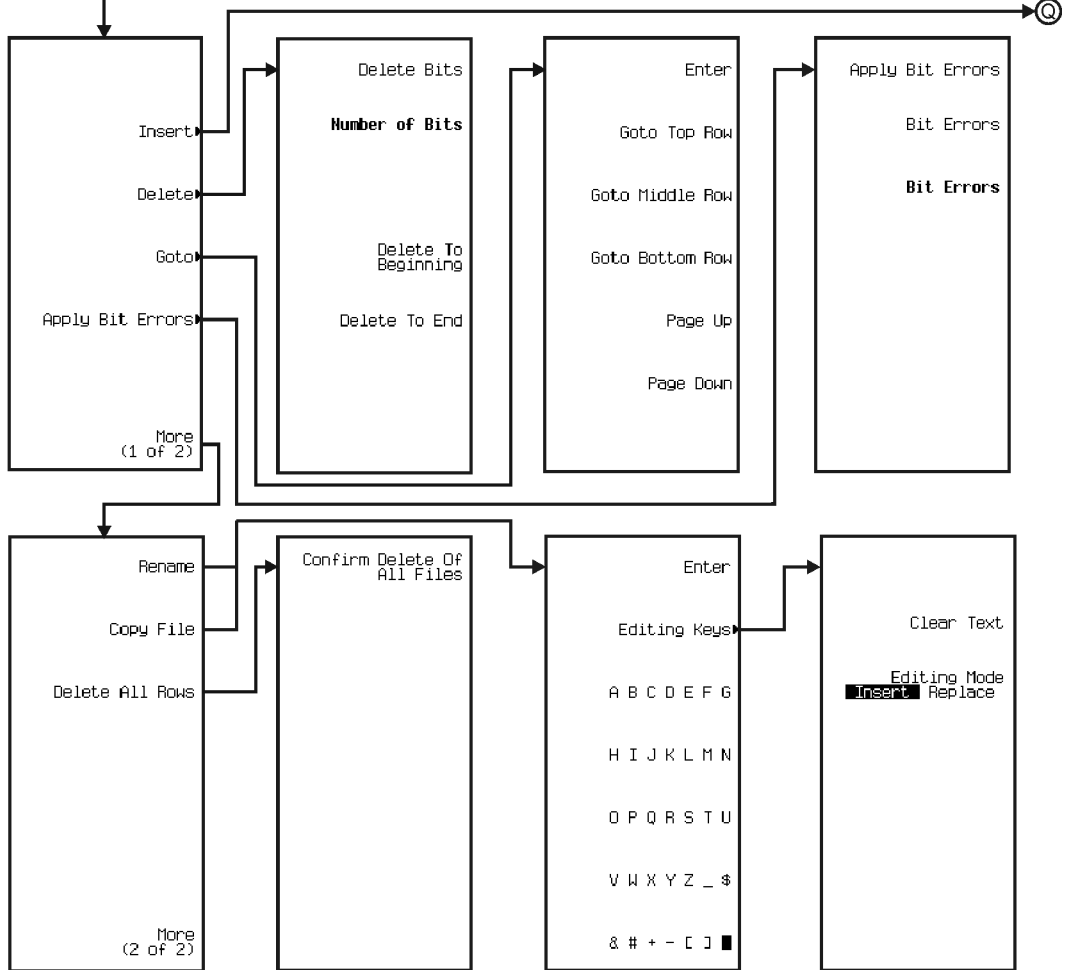 Q
Insert
Delete
Goto
Apply Bit Errors
More
(1 of 2)
Delete Bits
Number of Bits
Delete To
Beginning
Delete To End
Enter
Goto Top Row
Goto Middle Row
Goto Bottom Row
Page Up
Page Down
Apply Bit Errors
Bit Errors
Bit Errors
Rename
Copy File
Delete All Rows
More
(2 of 2)
Confirm Delete Of
All Files
Enter
Editing Keys
A B C D E F G
H I J K L M N
O P Q R S T U
V W X Y Z _ $
& # + - [ ] █
Clear Text
Editing Mode
Insert Replace